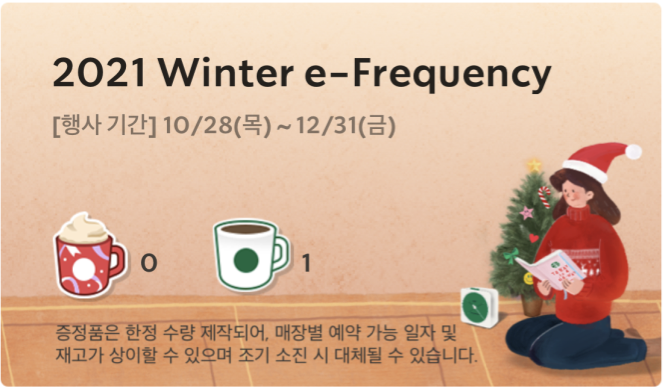 2021 Winter e-Frequency
[행사 기간] 10/28(목) ~ 12/31(금)
0
1
증정품은 한정 수량 제작되어, 매장별 예약 가능 일자 및
재고가 상이할 수 있으며 조기 소진 시 대체될 수 있습니다.